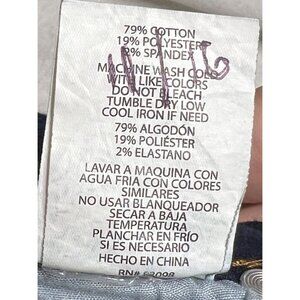 79% COTTON
19% POLYESTER
2% SPANDEX
MACHINE WASH COLD
WITH LIKE COLORS
DO NOT BLEACH
TUMBLE DRY LOW
COOL IRON IF NEED
79% ALGODÓN
19% POLIÉSTER
2% ELASTANO
LAVAR A MAQUINA CON
AGUA FRIA CON COLORES
SIMILARES
NO USAR BLANQUEADOR
SECAR A BAJA
TEMPERATURA
PLANCHAR EN FRÍO
SI ES NECESARIO
HECHO EN CHINA
RN#